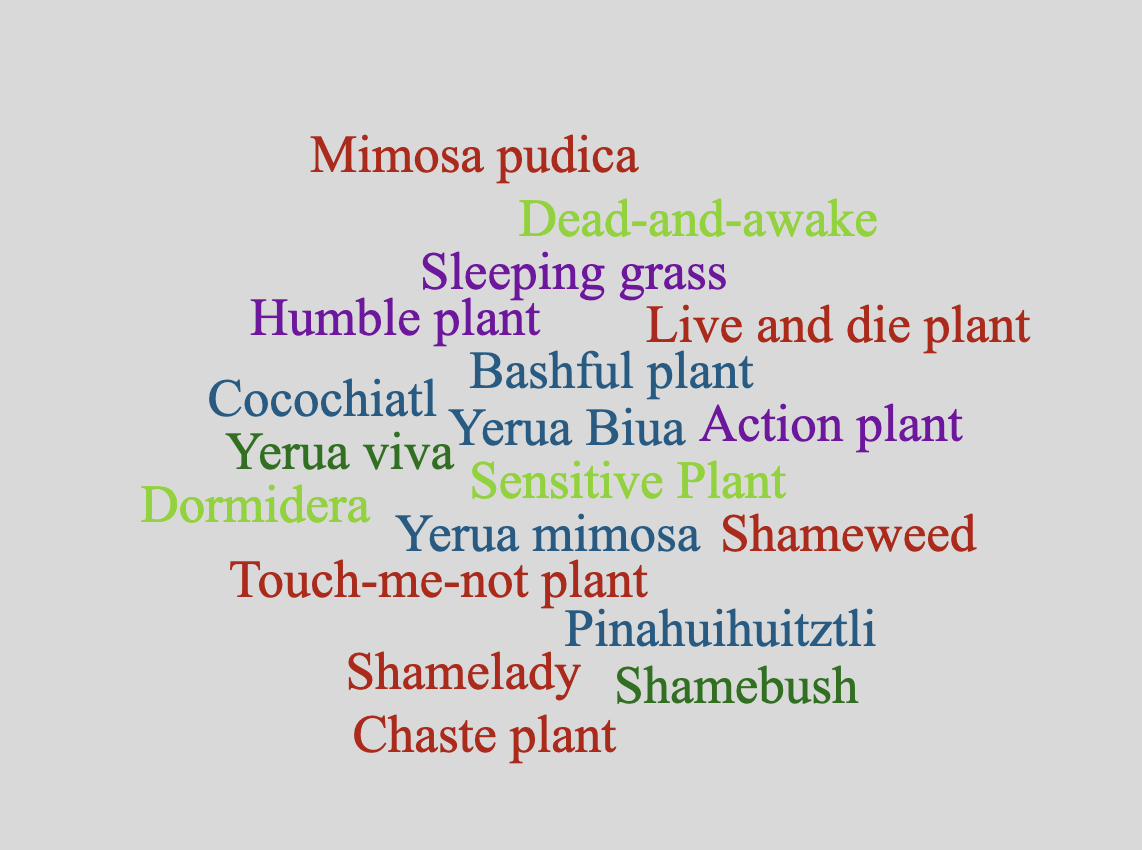 Mimosa pudica
Dead-and-awake
Sleeping grass
Humble plant
Live and die plant
Bashful plant
Cocochiatl
Yerua Biua
Action plant
Yerua viva
Sensitive Plant
Dormidera
Yerua mimosa
Shameweed
Touch-me-not plant
Pinahuihuitztli
Shamelady
Shamebush
Chaste plant